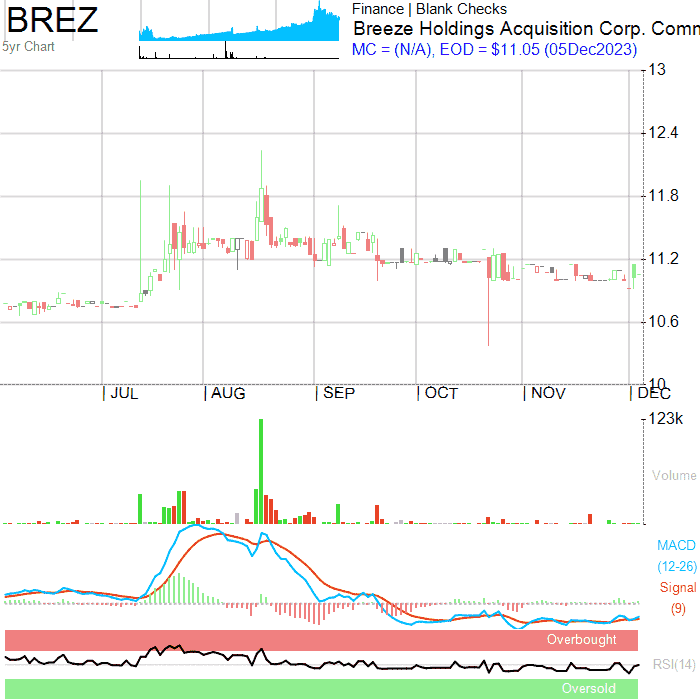 BREZ
5yr Chart
Finance | Blank Checks
Breeze Holdings Acquisition Corp. Comm
MC = (N/A), EOD = $11.05 (05Dec2023)
13
12.4
11.8
11.2
10.6
10
JUL AUG SEP OCT NOV DEC
123k
Volume
MACD
(12-26)
Signal
(9)
Overbought
RSI(14)
Oversold